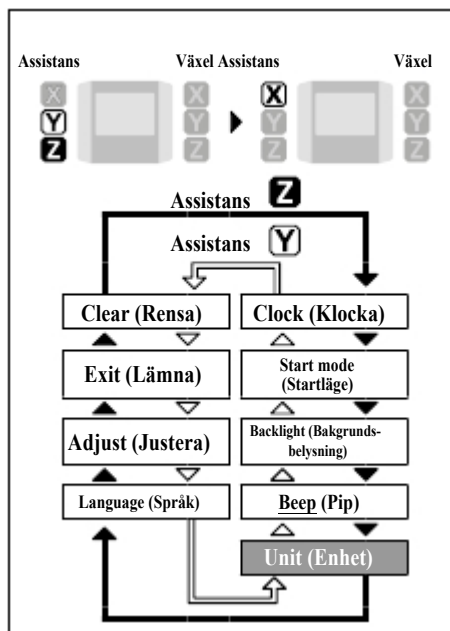 Assistans Växel Assistans Växel
X X X X
Y Y Y Y
Z Z Z Z
Assistans Z
Assistans Y
Clear (Rensa) Clock (Klocka)
Exit (Lämna)
Start mode
(Startläge)
Adjust (Justera)
Backlight (Bakgrunds-
belysning)
Language (Språk)
Beep (Pip)
Unit (Enhet)